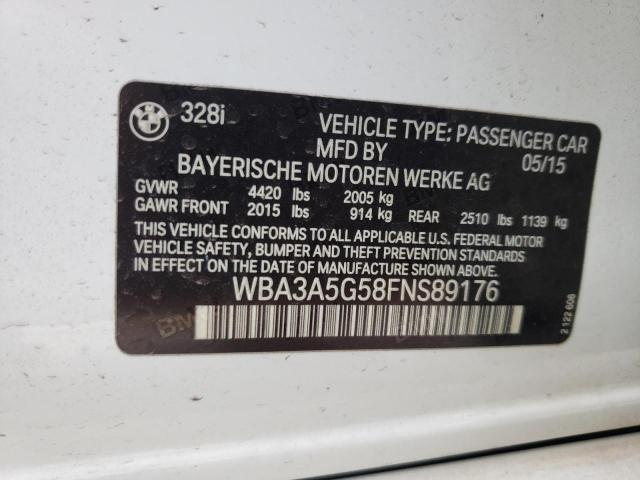 328i
VEHICLE TYPE: PASSENGER CAR
MFD BY 05/15
BAYERISCHE MOTOREN WERKE AG
GVWR 4420 lbs 2005 kg
GAWR FRONT 2015 lbs 914 kg REAR 2510 lbs 1139 kg
THIS VEHICLE CONFORMS TO ALL APPLICABLE U.S. FEDERAL MOTOR
VEHICLE SAFETY, BUMPER AND THEFT PREVENTION STANDARDS
IN EFFECT ON THE DATE OF MANUFACTURE SHOWN ABOVE.
WBA3A5G58FNS89176
2 122 606